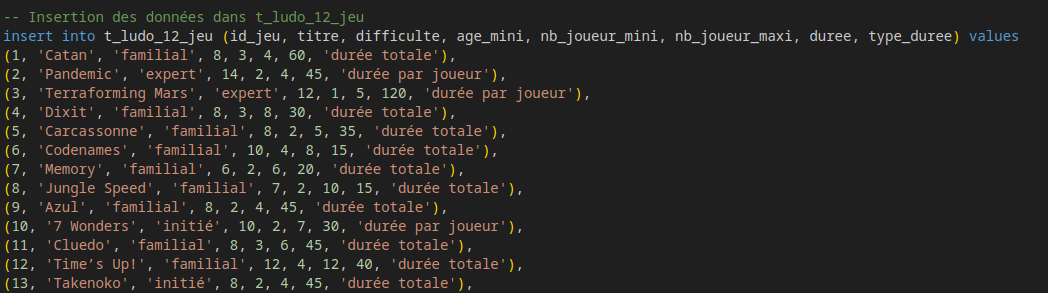 -- Insertion des données dans t_ludo_12_jeu
insert into t_ludo_12_jeu (id_jeu, titre, difficulte, age_mini, nb_joueur_mini, nb_joueur_maxi, duree, type_duree) values
(1, 'Catan', 'familial', 8, 3, 4, 60, 'durée totale'),
(2, 'Pandemic', 'expert', 14, 2, 4, 45, 'durée par joueur'),
(3, 'Terraforming Mars', 'expert', 12, 1, 5, 120, 'durée par joueur'),
(4, 'Dixit', 'familial', 8, 3, 8, 30, 'durée totale'),
(5, 'Carcassonne', 'familial', 8, 2, 5, 35, 'durée totale'),
(6, 'Codenames', 'familial', 10, 4, 8, 15, 'durée totale'),
(7, 'Memory', 'familial', 6, 2, 6, 20, 'durée totale'),
(8, 'Jungle Speed', 'familial', 7, 2, 10, 15, 'durée totale'),
(9, 'Azul', 'familial', 8, 2, 4, 45, 'durée totale'),
(10, '7 Wonders', 'initié', 10, 2, 7, 30, 'durée par joueur'),
(11, 'Cluedo', 'familial', 8, 3, 6, 45, 'durée totale'),
(12, 'Time’s Up!', 'familial', 12, 4, 12, 40, 'durée totale'),
(13, 'Takenoko', 'initié', 8, 2, 4, 45, 'durée totale'),